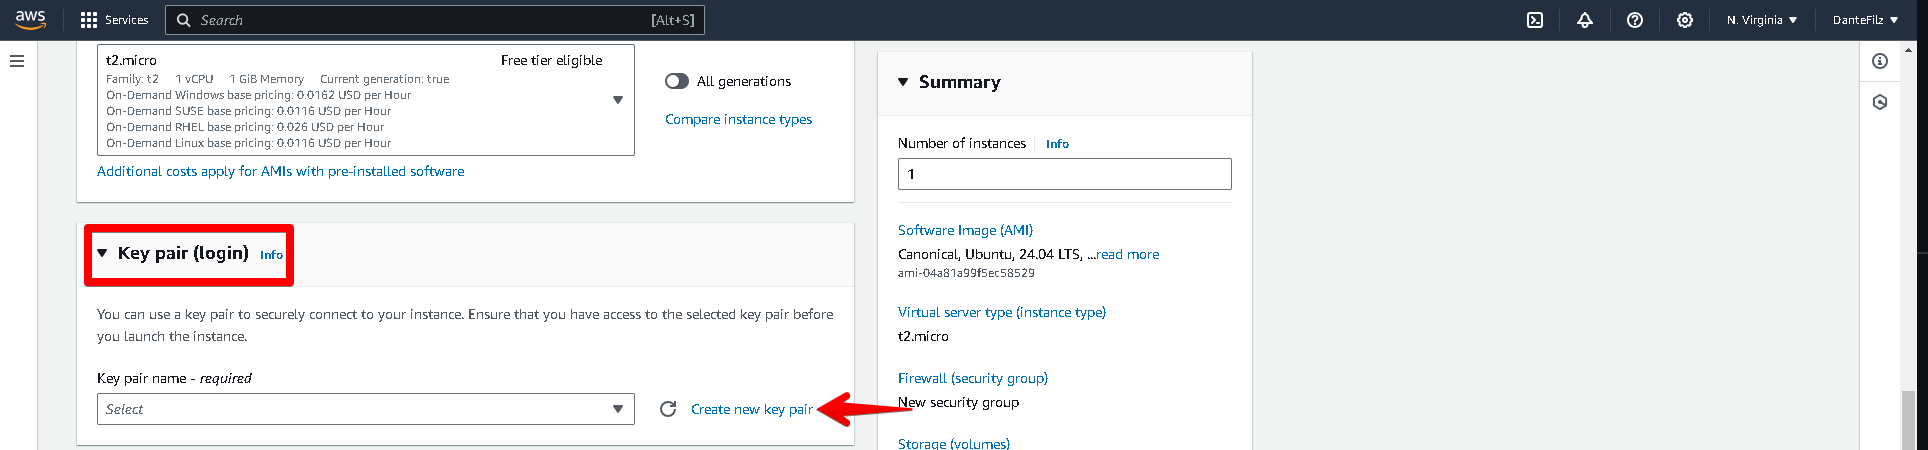 aws
Services
Search
[Alt+S]
N. Virginia
DanteFilz
t2.micro
Free tier eligible
Family: t2 1 vCPU 1 GiB Memory Current generation: true
On-Demand Windows base pricing: 0.0162 USD per Hour
On-Demand SUSE base pricing: 0.0116 USD per Hour
On-Demand RHEL base pricing: 0.026 USD per Hour
On-Demand Linux base pricing: 0.0116 USD per Hour
All generations
Compare instance types
Additional costs apply for AMIs with pre-installed software
Key pair (login) Info
You can use a key pair to securely connect to your instance. Ensure that you have access to the selected key pair before
you launch the instance.
Key pair name - required
Select
Create new key pair
Summary
Number of instances Info
1
Software Image (AMI)
Canonical, Ubuntu, 24.04 LTS, ...read more
ami-04a81a99f5ec58529
Virtual server type (instance type)
t2.micro
Firewall (security group)
New security group
Storage (volumes)